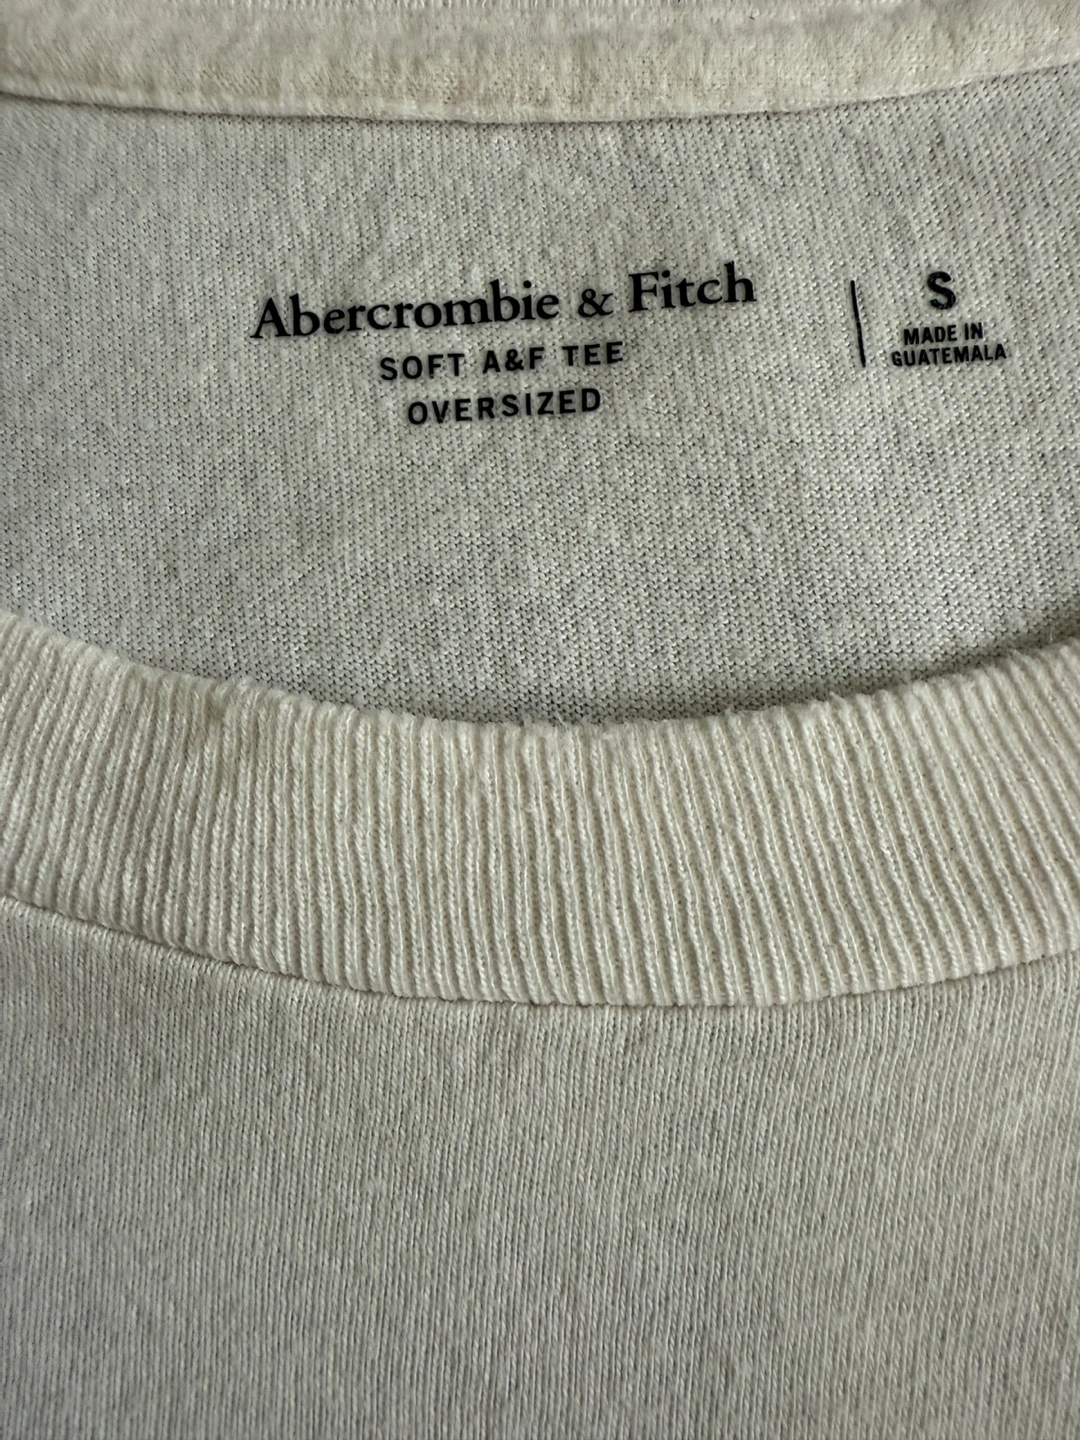 Abercrombie & Fitch
SOFT A&F TEE
OVERSIZED
S
MADE IN
GUATEMALA